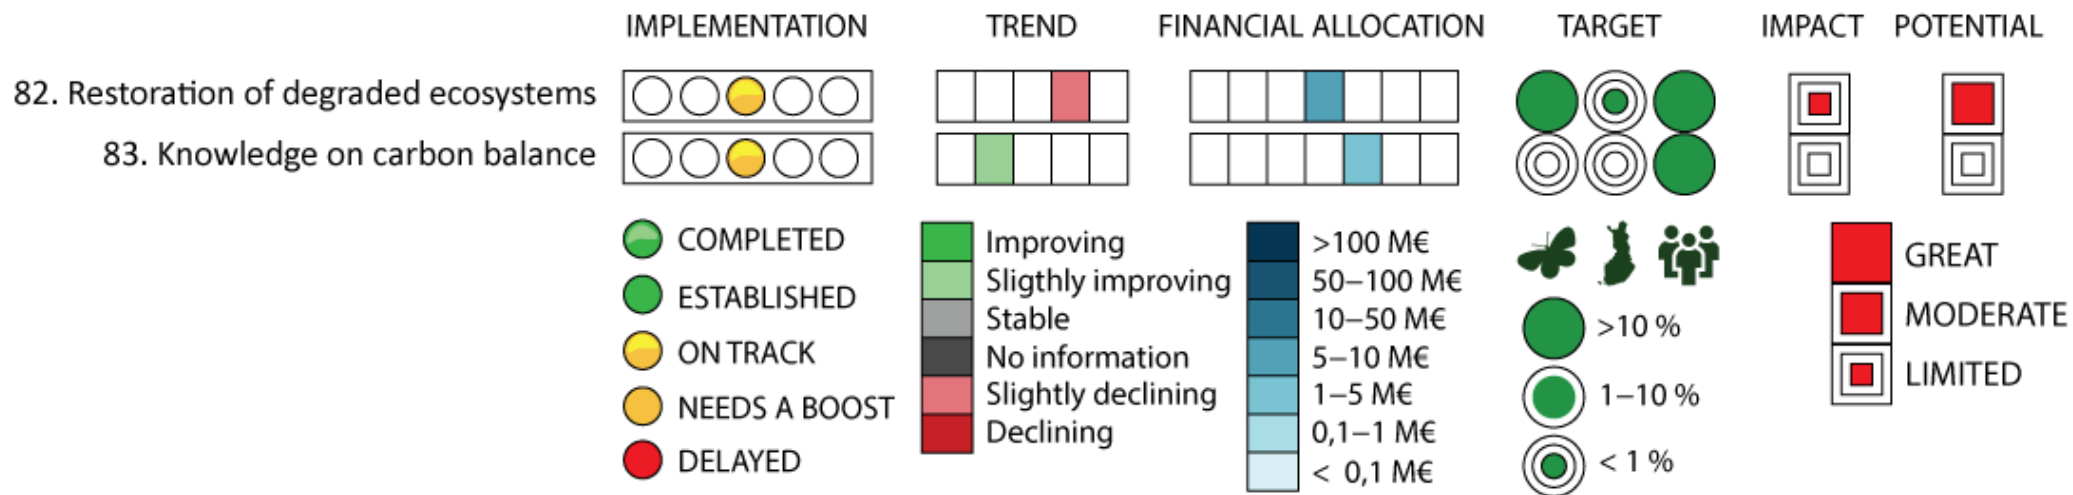 IMPLEMENTATION TREND FINANCIAL ALLOCATION TARGET IMPACT POTENTIAL
82. Restoration of degraded ecosystems
83. Knowledge on carbon balance
COMPLETED
ESTABLISHED
ON TRACK
NEEDS A BOOST
DELAYED
Improving
Sligthly improving
Stable
No information
Slightly declining
Declining
>100 M€
50–100 M€
10–50 M€
5–10 M€
1–5 M€
0,1–1 M€
< 0,1 M€
>10 %
1–10 %
< 1 %
GREAT
MODERATE
LIMITED